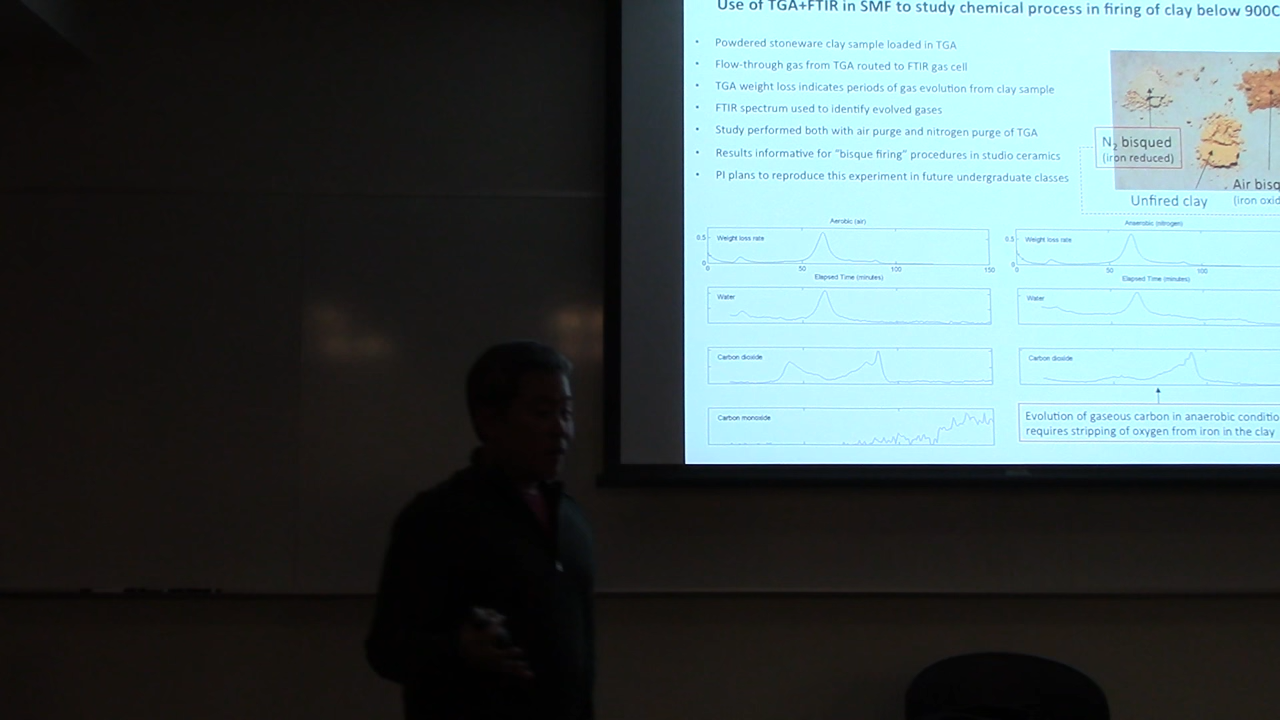 Use of TGA+FTIR in SMF to study chemical process in firing of clay below 900C
• Powdered stoneware clay sample loaded in TGA
• Flow-through gas from TGA routed to FTIR gas cell
• TGA weight loss indicates periods of gas evolution from clay sample
• FTIR spectrum used to identify evolved gases
• Study performed both with air purge and nitrogen purge of TGA
• Results informative for “bisque firing” procedures in studio ceramics
• PI plans to reproduce this experiment in future undergraduate classes
N2 bisqued
(iron reduced)
Unfired clay
Air bisq
(iron oxid
Aerobic (air)
0.5
Weight loss rate
0
0 50 100 150
Elapsed Time (minutes)
Water
Carbon dioxide
Carbon monoxide
Anaerobic (nitrogen)
0.5
Weight loss rate
0
0 50 100
Elapsed Time (minutes)
Water
Carbon dioxide
Evolution of gaseous carbon in anaerobic conditio
requires stripping of oxygen from iron in the clay